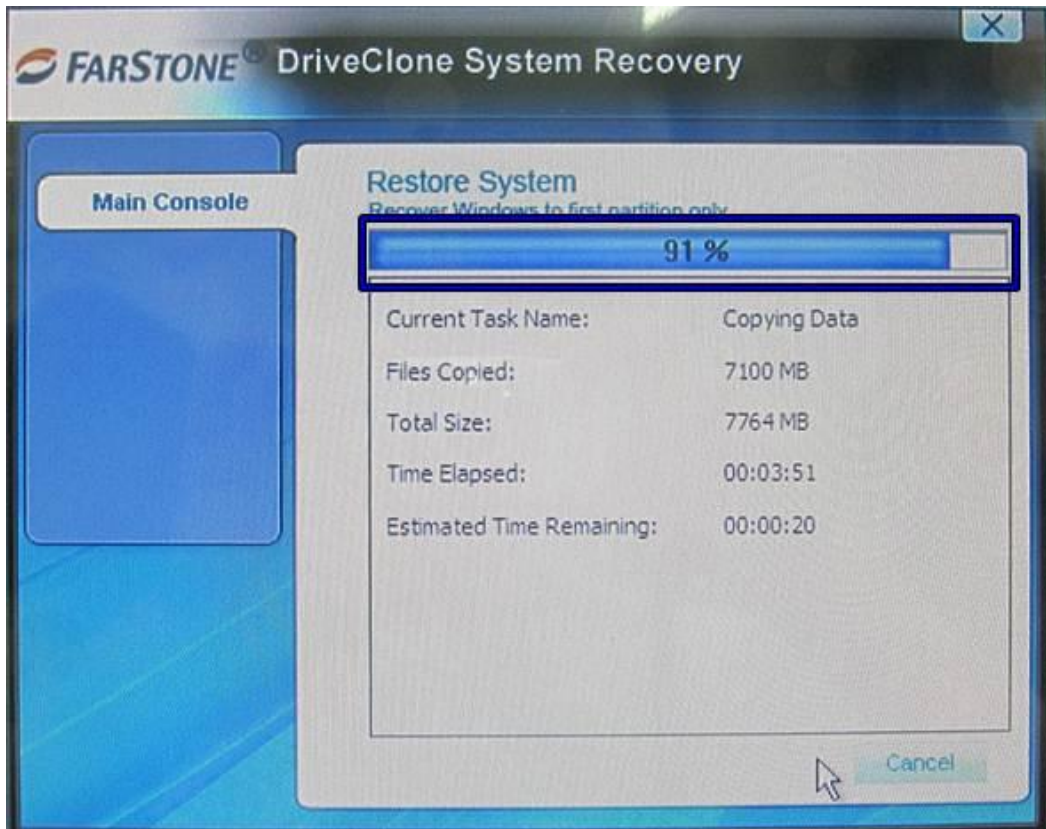 FARSTONE® DriveClone System Recovery
Main Console
Restore System
Recover Windows to first partition only
91 %
Current Task Name: Copying Data
Files Copied: 7100 MB
Total Size: 7764 MB
Time Elapsed: 00:03:51
Estimated Time Remaining: 00:00:20
Cancel